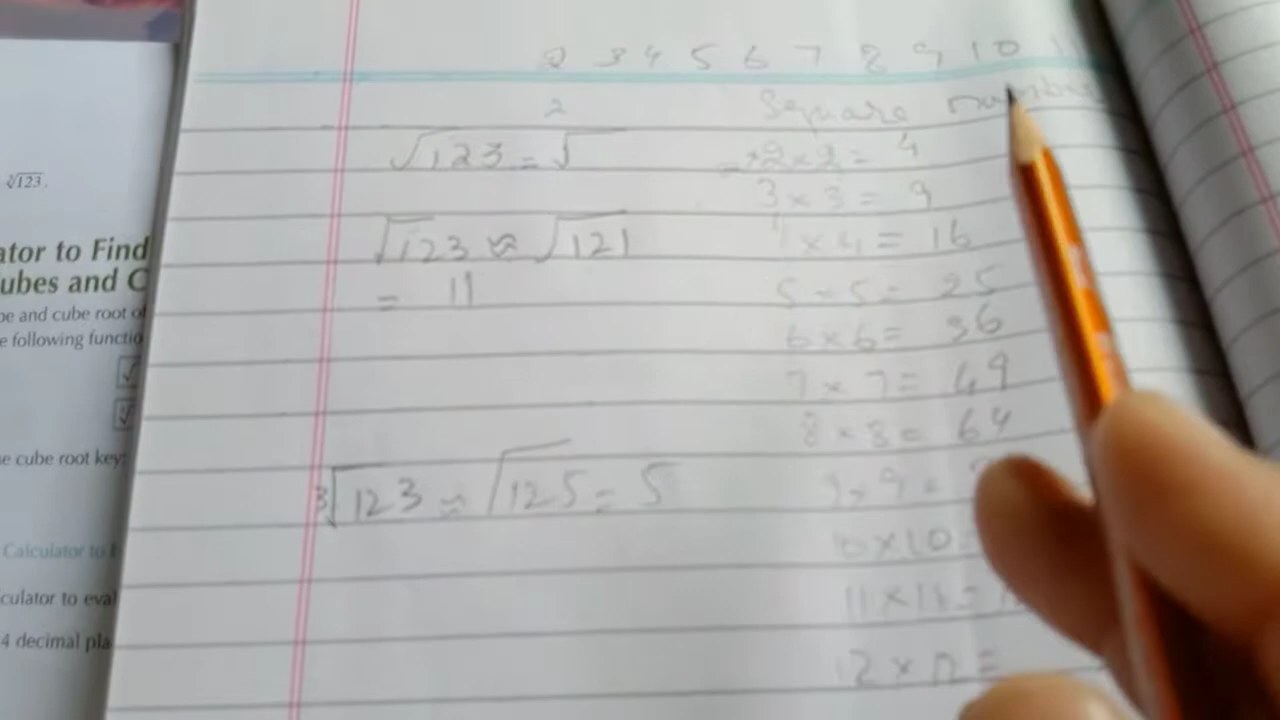 2 3 4 5 6 7 8 9 10
∛123.
2
Square number
√123 = √
2 × 2 = 4
3 × 3 = 9
√123 ≈ √121
4 × 4 = 16
ator to Find
ubes and C
= 11
5 × 5 = 25
be and cube root of
6 × 6 = 36
e following functio
√
7 × 7 = 49
∛
8 × 8 = 64
e cube root key
∛123 ≈ √125 = 5
9 × 9 =
10 × 10
Calculator to
11 × 11 =
culator to eval
4 decimal pla
12 × 12 =